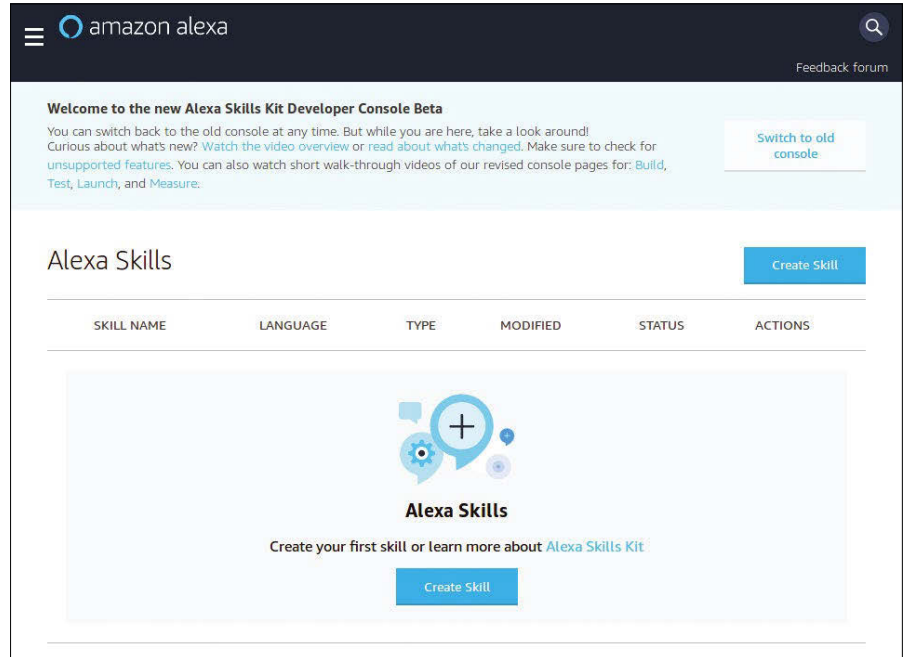 amazon alexa
Feedback forum
Welcome to the new Alexa Skills Kit Developer Console Beta
You can switch back to the old console at any time. But while you are here, take a look around!
Curious about what's new? Watch the video overview or read about what's changed. Make sure to check for
unsupported features. You can also watch short walk-through videos of our revised console pages for: Build,
Test, Launch, and Measure.
Switch to old
console
Alexa Skills
Create Skill
SKILL NAME LANGUAGE TYPE MODIFIED STATUS ACTIONS
Alexa Skills
Create your first skill or learn more about Alexa Skills Kit
Create Skill